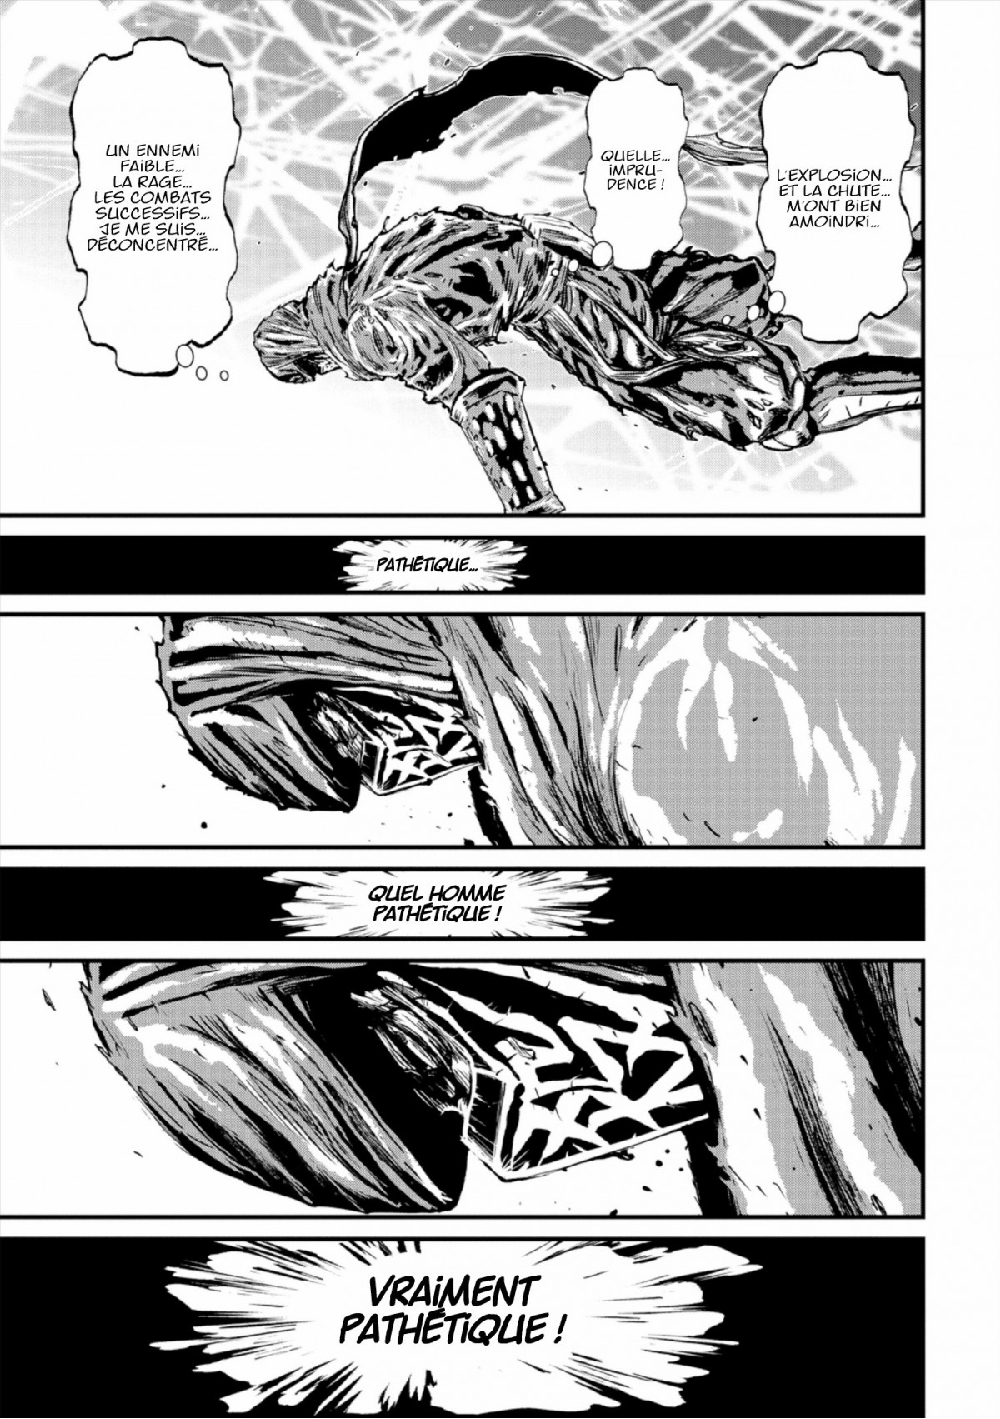 L'EXPLOSION...
ET LA CHUTE...
M'ONT BIEN
AMOINDRI...
QUELLE...
IMPRU-
DENCE !
UN ENNEMI
FAIBLE...
LA RAGE...
LES COMBATS
SUCCESSIFS...
JE ME SUIS...
DÉCONCENTRÉ...
PATHÉTIQUE...
QUEL HOMME
PATHÉTIQUE !
VRAIMENT
PATHÉTIQUE !